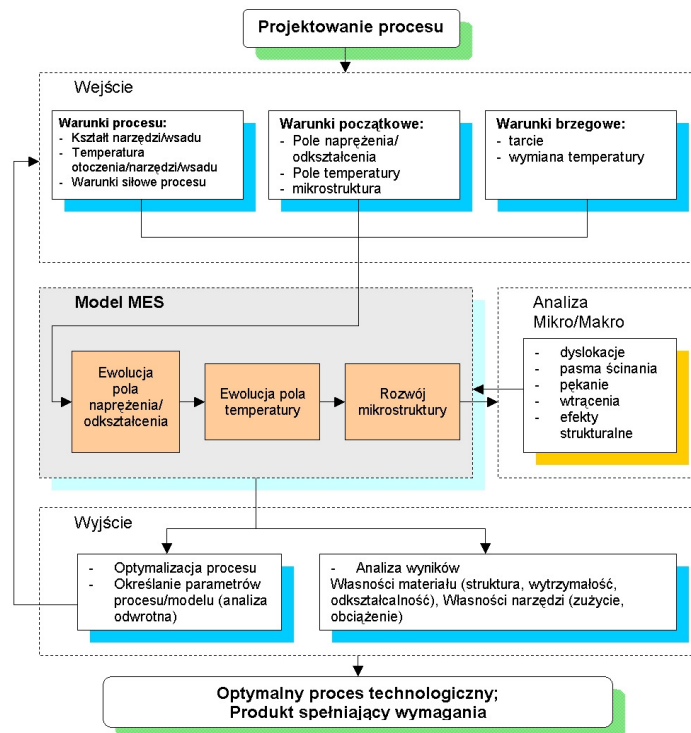 Projektowanie procesu
Wejście
Warunki procesu:
- Kształt narzędzi/wsadu
- Temperatura
otoczenia/narzędzi/wsadu
- Warunki siłowe procesu
Warunki początkowe:
- Pole naprężenia/
odkształcenia
- Pole temperatury
- mikrostruktura
Warunki brzegowe:
- tarcie
- wymiana temperatury
Model MES
Ewolucja
pola
naprężenia/
odkształcenia
Ewolucja pola
temperatury
Rozwój
mikrostruktury
Analiza
Mikro/Makro
- dyslokacje
- pasma ścinania
- pękanie
- wtrącenia
- efekty
strukturalne
Wyjście
- Optymalizacja procesu
- Określanie parametrów
procesu/modelu (analiza
odwrotna)
- Analiza wyników
Własności materiału (struktura, wytrzymałość,
odkształcalność), Własności narzędzi (zużycie,
obciążenie)
Optymalny proces technologiczny;
Produkt spełniający wymagania